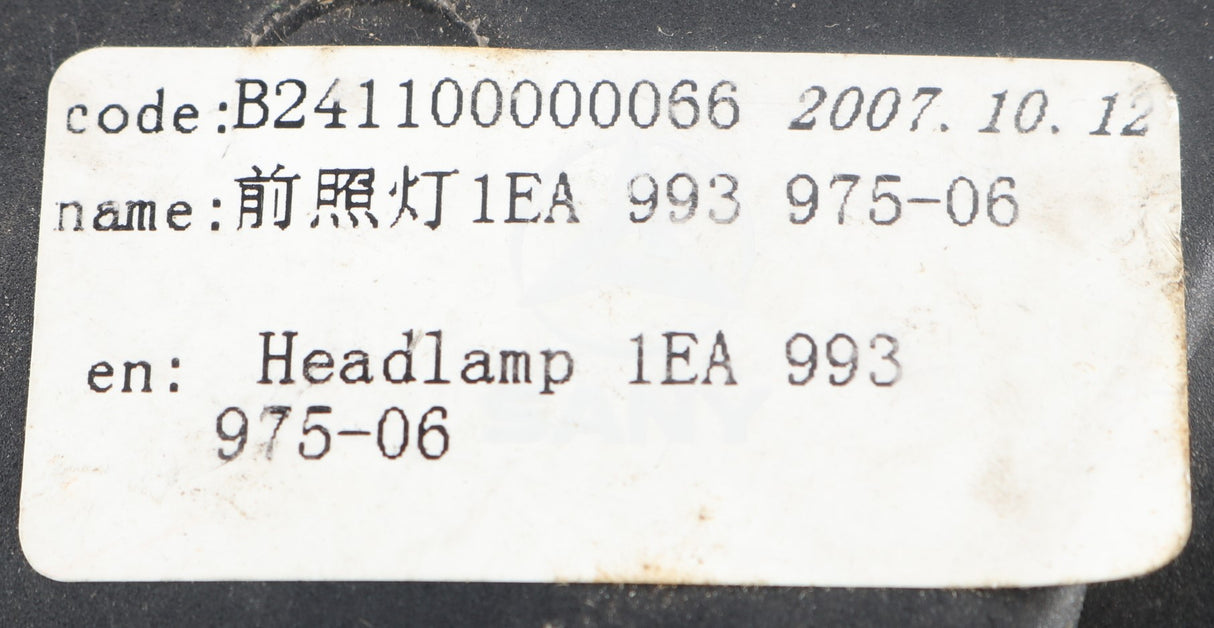 code:B241100000066 2007.10.12
name:前照灯1EA 993 975-06
en: Headlamp 1EA 993
975-06
SANY